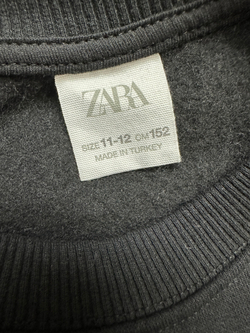 ZARA
SIZE 11-12 CM 152
MADE IN TURKEY